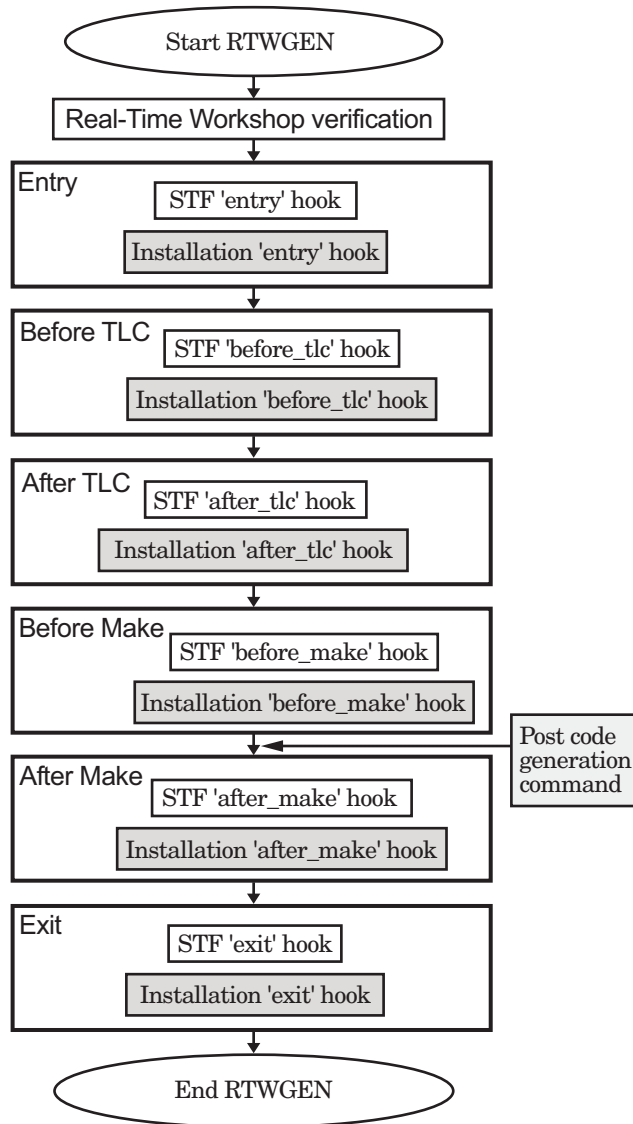 Start RTWGEN
Real-Time Workshop verification
Entry
STF 'entry' hook
Installation 'entry' hook
Before TLC
STF 'before_tlc' hook
Installation 'before_tlc' hook
After TLC
STF 'after_tlc' hook
Installation 'after_tlc' hook
Before Make
STF 'before_make' hook
Installation 'before_make' hook
Post code
generation
command
After Make
STF 'after_make' hook
Installation 'after_make' hook
Exit
STF 'exit' hook
Installation 'exit' hook
End RTWGEN